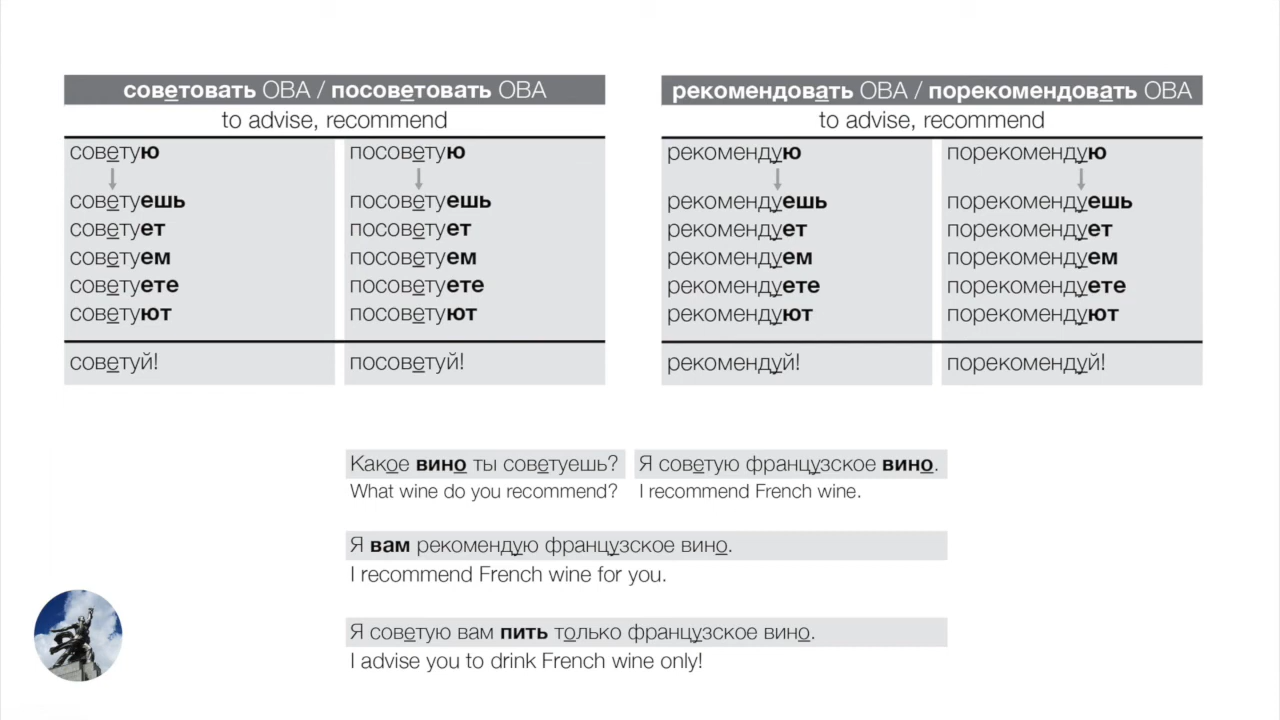 советовать ОВА / посоветовать ОВА
to advise, recommend
советую посоветую
советуешь посоветуешь
советует посоветует
советуем посоветуем
советуете посоветуете
советуют посоветуют
советуй! посоветуй!
рекомендовать ОВА / порекомендовать ОВА
to advise, recommend
рекомендую порекомендую
рекомендуешь порекомендуешь
рекомендует порекомендует
рекомендуем порекомендуем
рекомендуете порекомендуете
рекомендуют порекомендуют
рекомендуй! порекомендуй!
Какое вино ты советуешь? Я советую французское вино.
What wine do you recommend? I recommend French wine.
Я вам рекомендую французское вино.
I recommend French wine for you.
Я советую вам пить только французское вино.
I advise you to drink French wine only!